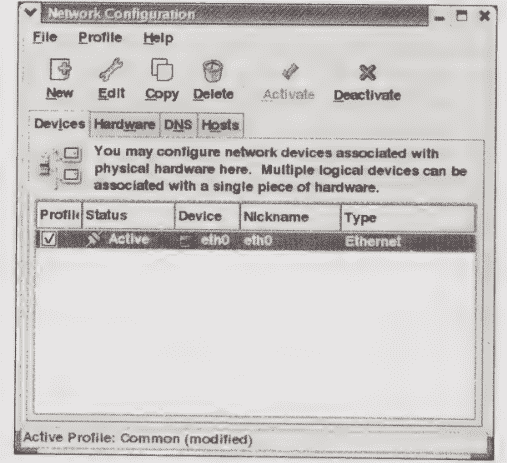 Network Configuration
File Profile Help
New Edit Copy Delete Activate Deactivate
Devices Hardware DNS Hosts
You may configure network devices associated with
physical hardware here. Multiple logical devices can be
associated with a single piece of hardware.
Profile Status Device Nickname Type
Active eth0 eth0 Ethernet
Active Profile: Common (modified)